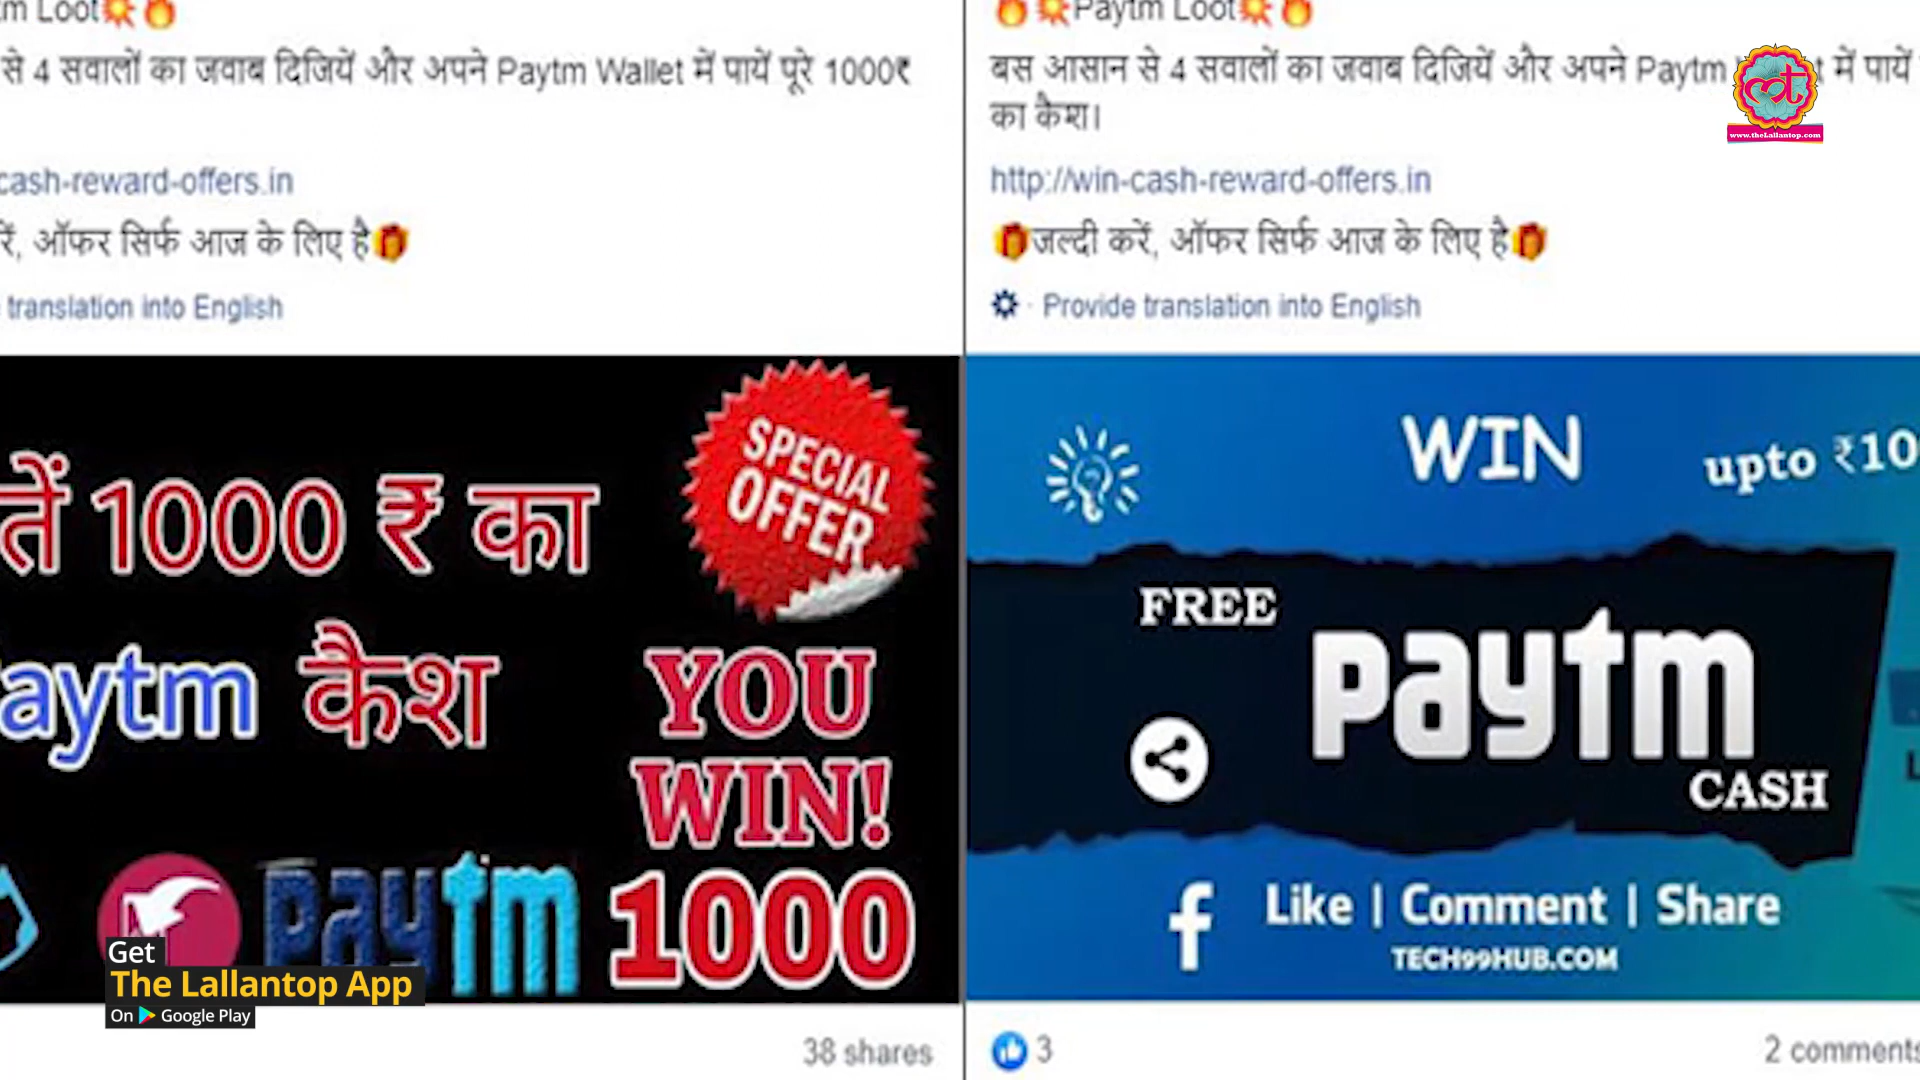 m Loot💥🔥
से 4 सवालों का जवाब दिजियें और अपने Paytm Wallet में पायें पूरे 1000₹
cash-reward-offers.in
रें, ऑफर सिर्फ आज के लिए है🎁
translation into English
तें 1000 ₹ का
aytm कैश
SPECIAL
OFFER
YOU
WIN!
1000
paytm
38 shares
🔥💥Paytm Loot💥🔥
बस आसान से 4 सवालों का जवाब दिजियें और अपने Paytm t में पायें
का कैश।
http://win-cash-reward-offers.in
🎁जल्दी करें, ऑफर सिर्फ आज के लिए है🎁
· Provide translation into English
WIN
upto ₹10
FREE
paytm
CASH
Like | Comment | Share
TECH99HUB.COM
3
2 comments
www.theLallantop.com
Get
The Lallantop App
On Google Play